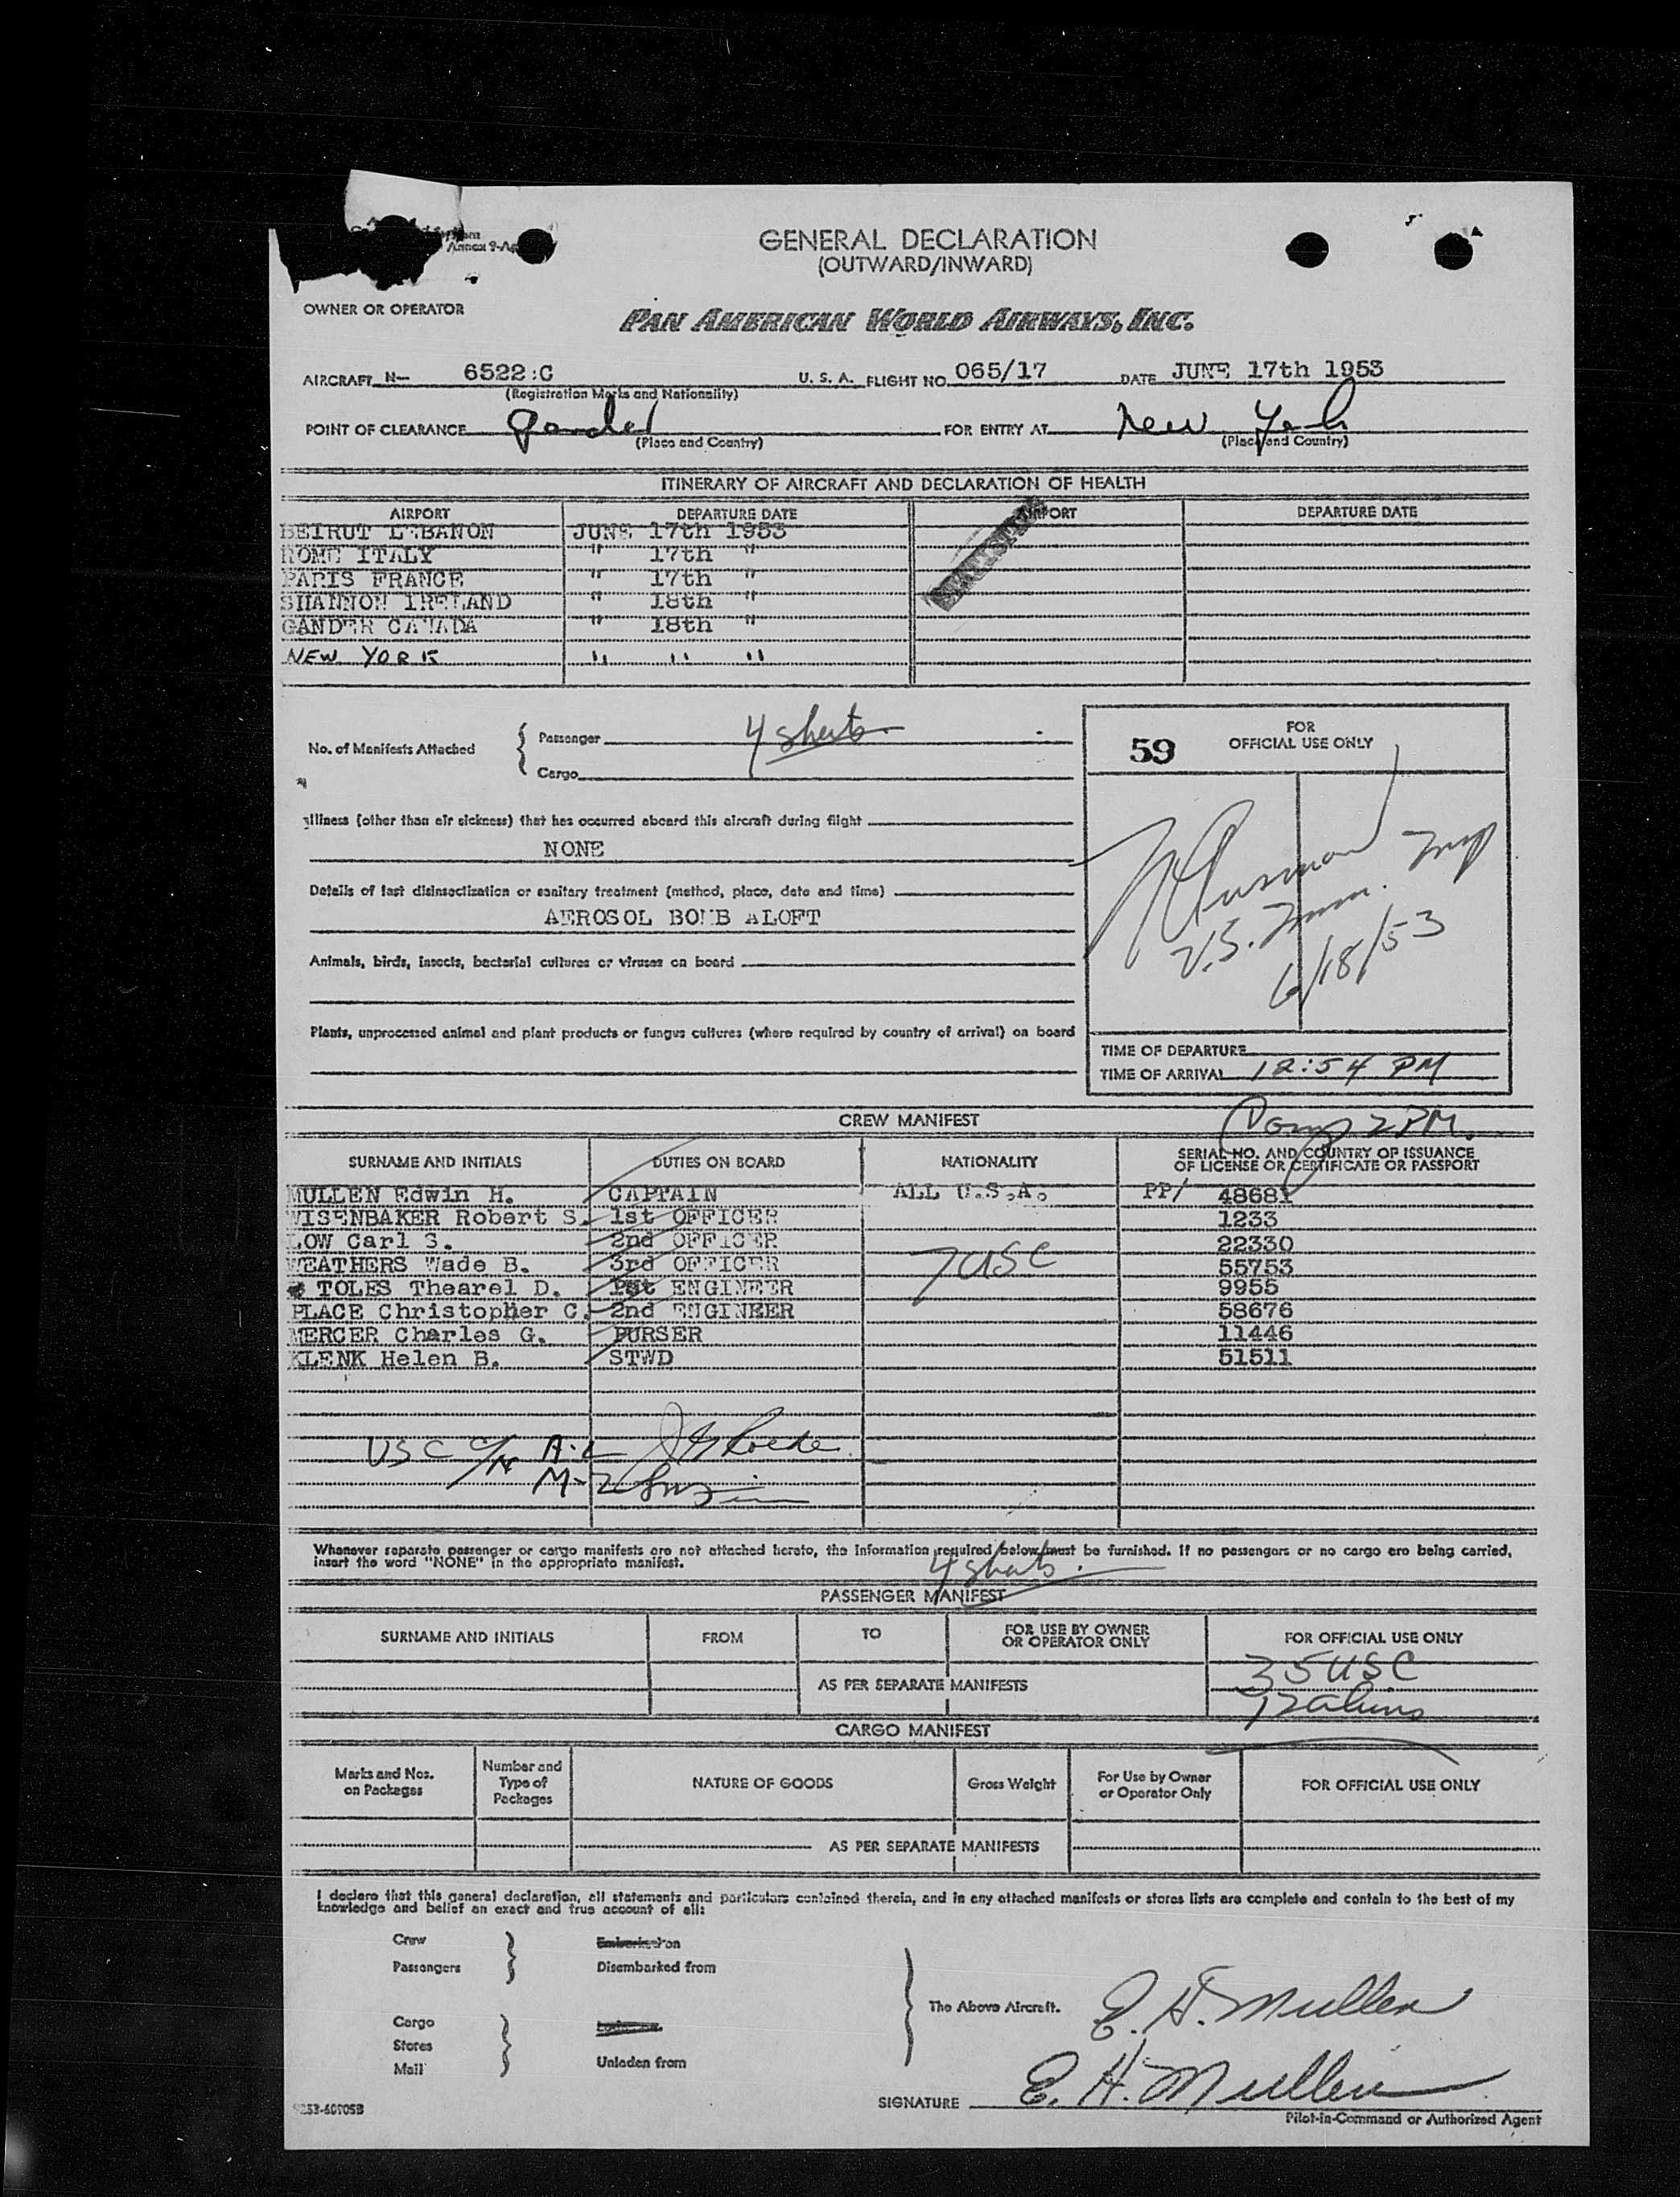 Annex 9-Ap
GENERAL DECLARATION
(OUTWARD/INWARD)
OWNER OR OPERATOR
PAN AMERICAN WORLD AIRWAYS, INC.
AIRCRAFT N- 6522:C U. S. A. FLIGHT NO. 065/17 DATE JUNE 17th 1953
(Registration Marks and Nationality)
POINT OF CLEARANCE Gander FOR ENTRY AT New York
(Place and Country) (Place and Country)
ITINERARY OF AIRCRAFT AND DECLARATION OF HEALTH
AIRPORT DEPARTURE DATE AIRPORT DEPARTURE DATE
BEIRUT LEBANON JUNE 17th 1953
ROME ITALY " 17th "
PARIS FRANCE " 17th "
SHANNON IRELAND " 18th "
GANDER CANADA " 18th "
NEW YORK " " "
No. of Manifests Attached { Passenger 4 sheets
Cargo
59 FOR OFFICIAL USE ONLY
Illness (other than air sickness) that has occurred aboard this aircraft during flight
NONE
Details of last disinsectization or sanitary treatment (method, place, date and time)
AEROSOL BOMB ALOFT
Animals, birds, insects, bacterial cultures or viruses on board
U.S. Imm. Insp
6/18/53
Plants, unprocessed animal and plant products or fungus cultures (where required by country of arrival) on board
TIME OF DEPARTURE
TIME OF ARRIVAL 12:54 PM
CREW MANIFEST
Comp 2 PM.
SURNAME AND INITIALS DUTIES ON BOARD NATIONALITY SERIAL NO. AND COUNTRY OF ISSUANCE OF LICENSE OR CERTIFICATE OR PASSPORT
MULLEN Edwin H. CAPTAIN ALL U.S.A. PP/ 48681
WISENBAKER Robert S. 1st OFFICER 1233
LOW Carl S. 2nd OFFICER 22330
WEATHERS Wade B. 3rd OFFICER 55753
TOLES Thearel D. 1st ENGINEER 9955
PLACE Christopher C. 2nd ENGINEER 58676
MERCER Charles G. PURSER 11446
KLENK Helen B. STWD 51511
7 USC
USC C/N A-L
M-2
Whenever separate passenger or cargo manifests are not attached hereto, the information required below must be furnished. If no passengers or no cargo are being carried,
insert the word "NONE" in the appropriate manifest.
4 sheets
PASSENGER MANIFEST
SURNAME AND INITIALS FROM TO FOR USE BY OWNER OR OPERATOR ONLY FOR OFFICIAL USE ONLY
35 USC
AS PER SEPARATE MANIFESTS
aliens
CARGO MANIFEST
Marks and Nos. on Packages Number and Type of Packages NATURE OF GOODS Gross Weight For Use by Owner or Operator Only FOR OFFICIAL USE ONLY
AS PER SEPARATE MANIFESTS
I declare that this general declaration, all statements and particulars contained therein, and in any attached manifests or stores lists are complete and contain to the best of my
knowledge and belief an exact and true account of all:
Crew Embarked on
Passengers Disembarked from
The Above Aircraft. E. H. Mullen
Cargo
Stores
Mail Unladen from
SIGNATURE E. H. Mullen
Pilot-in-Command or Authorized Agent